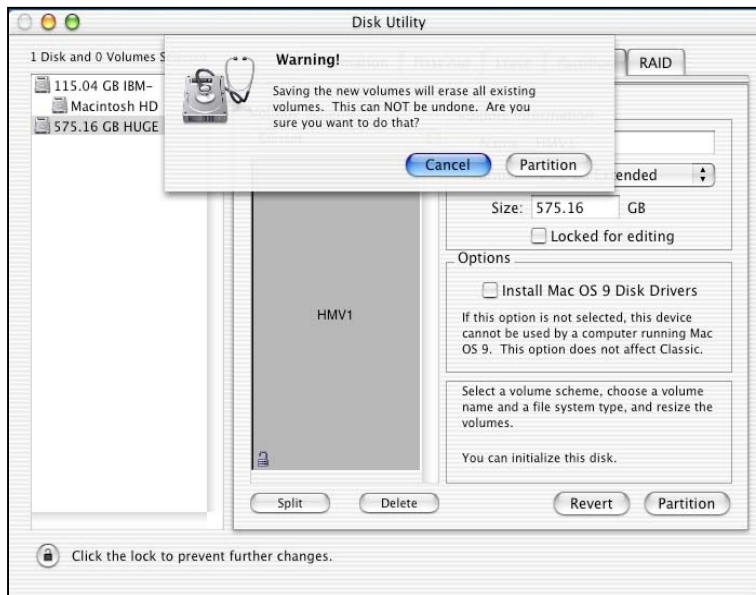 Disk Utility
1 Disk and 0 Volumes S
115.04 GB IBM-
Macintosh HD
575.16 GB HUGE
Warning!
Saving the new volumes will erase all existing
volumes. This can NOT be undone. Are you
sure you want to do that?
Cancel
Partition
RAID
ended
Size: 575.16 GB
Locked for editing
Options
Install Mac OS 9 Disk Drivers
If this option is not selected, this device
cannot be used by a computer running Mac
OS 9. This option does not affect Classic.
HMV1
Select a volume scheme, choose a volume
name and a file system type, and resize the
volumes.
You can initialize this disk.
Split
Delete
Revert
Partition
Click the lock to prevent further changes.